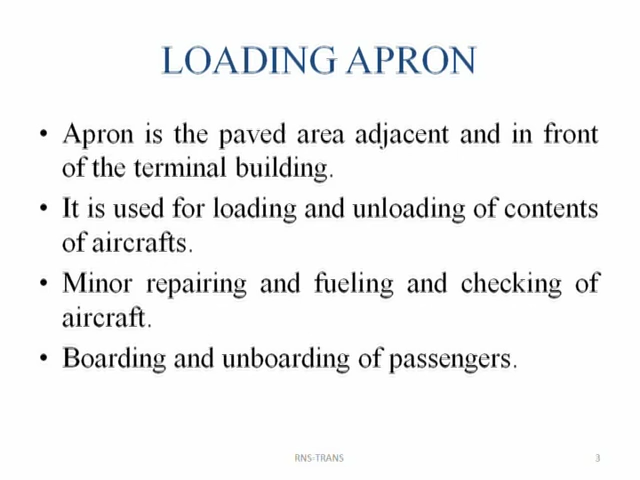 LOADING APRON
• Apron is the paved area adjacent and in front
of the terminal building.
• It is used for loading and unloading of contents
of aircrafts.
• Minor repairing and fueling and checking of
aircraft.
• Boarding and unboarding of passengers.
RNS-TRANS
3